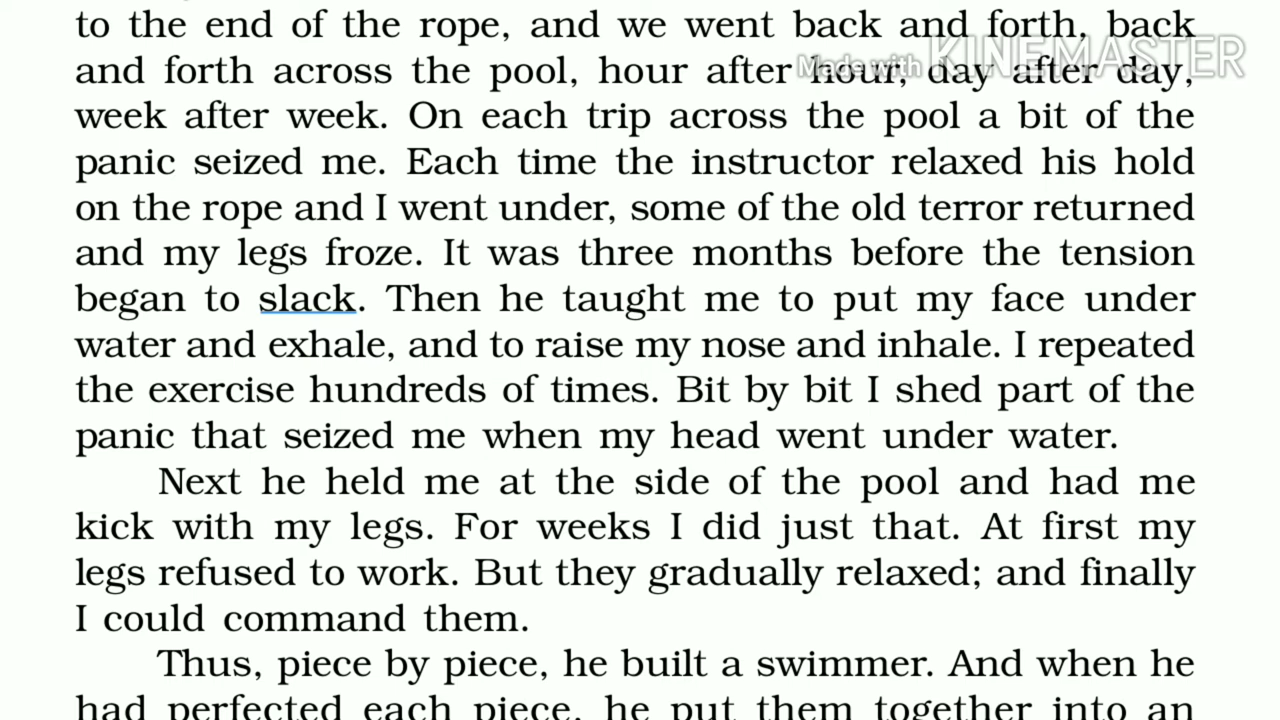 to the end of the rope, and we went back and forth, back
and forth across the pool, hour after hour, day after day,
Made with KINEMASTER
week after week. On each trip across the pool a bit of the
panic seized me. Each time the instructor relaxed his hold
on the rope and I went under, some of the old terror returned
and my legs froze. It was three months before the tension
began to slack. Then he taught me to put my face under
water and exhale, and to raise my nose and inhale. I repeated
the exercise hundreds of times. Bit by bit I shed part of the
panic that seized me when my head went under water.
Next he held me at the side of the pool and had me
kick with my legs. For weeks I did just that. At first my
legs refused to work. But they gradually relaxed; and finally
I could command them.
Thus, piece by piece, he built a swimmer. And when he
had perfected each piece, he put them together into an